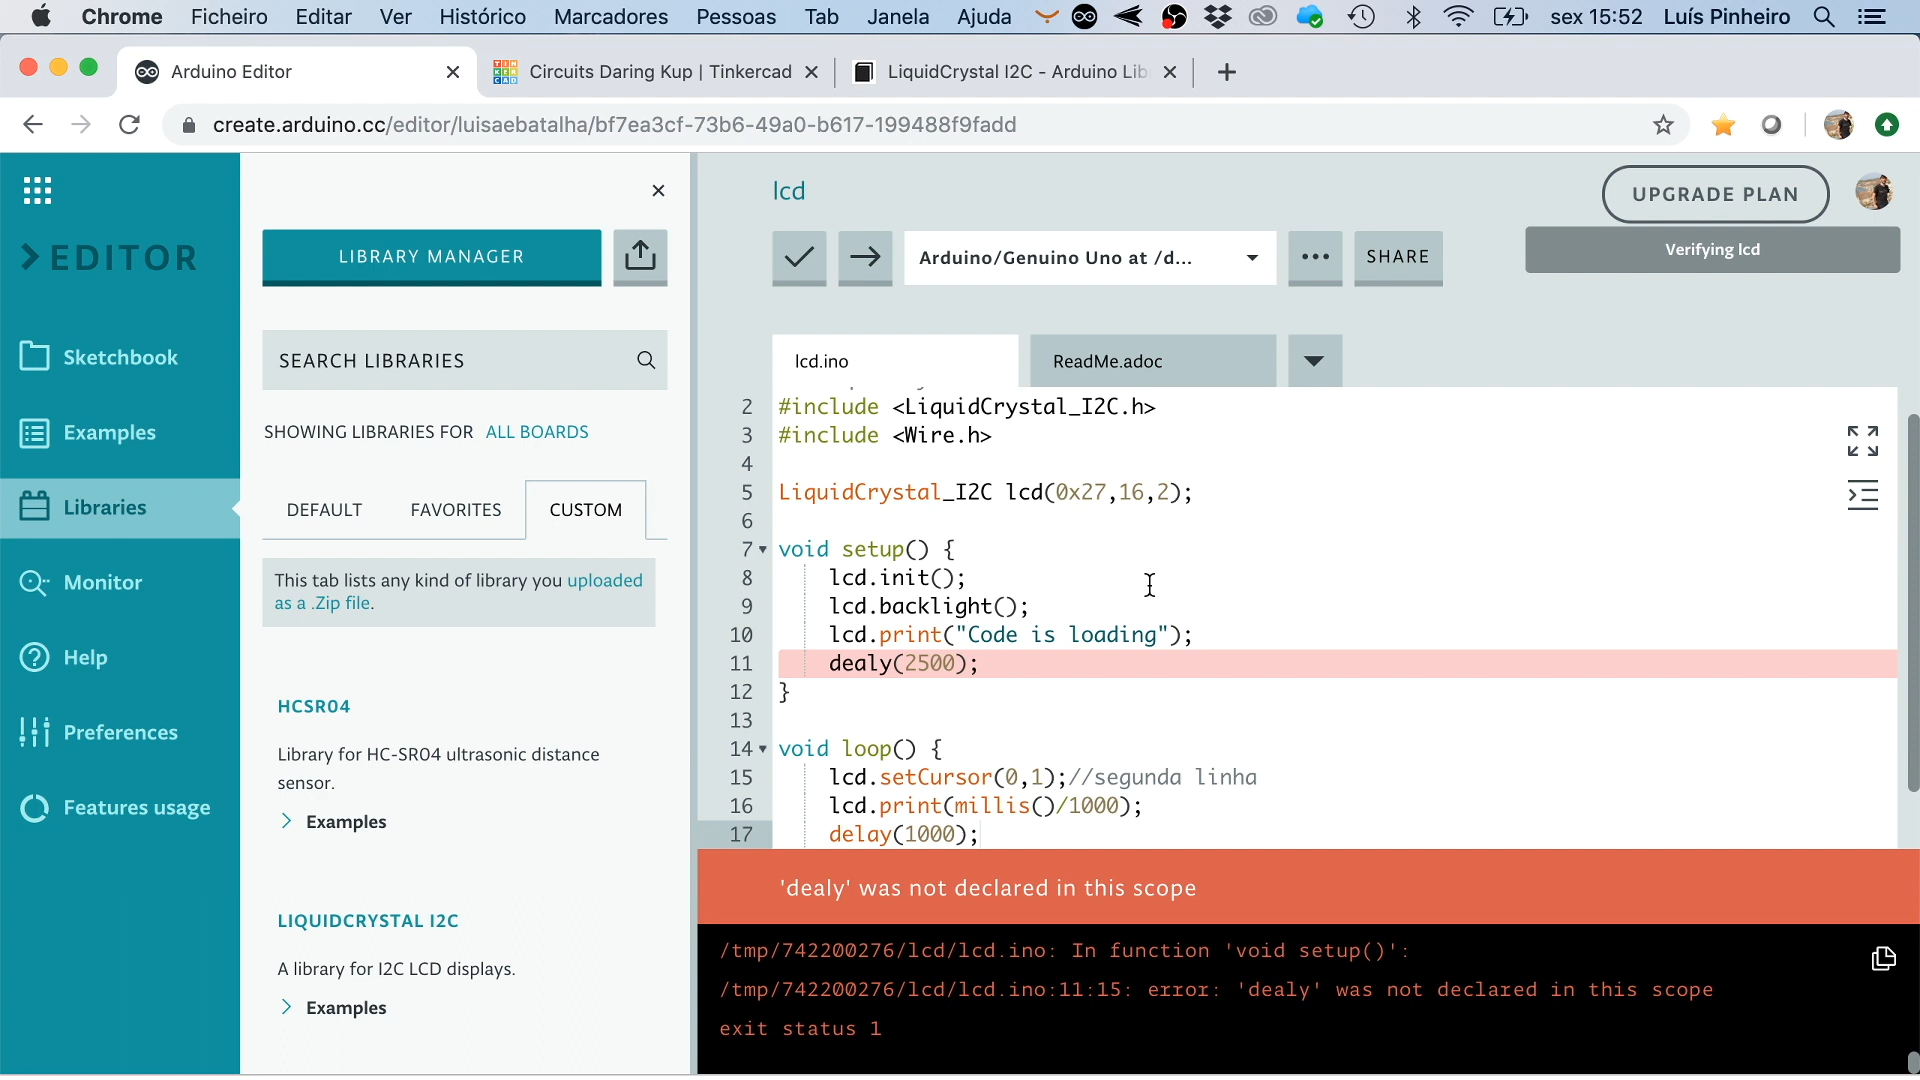 Chrome Ficheiro Editar Ver Histórico Marcadores Pessoas Tab Janela Ajuda sex 15:52 Luís Pinheiro
Arduino Editor
Circuits Daring Kup | Tinkercad
LiquidCrystal I2C - Arduino Lib
create.arduino.cc/editor/luisaebatalha/bf7ea3cf-73b6-49a0-b617-199488f9fadd
EDITOR
Sketchbook
Examples
Libraries
Monitor
Help
Preferences
Features usage
LIBRARY MANAGER
SEARCH LIBRARIES
SHOWING LIBRARIES FOR ALL BOARDS
DEFAULT FAVORITES CUSTOM
This tab lists any kind of library you uploaded
as a .Zip file.
HCSR04
Library for HC-SR04 ultrasonic distance
sensor.
Examples
LIQUIDCRYSTAL I2C
A library for I2C LCD displays.
Examples
lcd
UPGRADE PLAN
Arduino/Genuino Uno at /d...
SHARE
Verifying lcd
lcd.ino
ReadMe.adoc
2 #include <LiquidCrystal_I2C.h>
3 #include <Wire.h>
4
5 LiquidCrystal_I2C lcd(0x27,16,2);
6
7 void setup() {
8 lcd.init();
9 lcd.backlight();
10 lcd.print("Code is loading");
11 dealy(2500);
12 }
13
14 void loop() {
15 lcd.setCursor(0,1);//segunda linha
16 lcd.print(millis()/1000);
17 delay(1000);
'dealy' was not declared in this scope
/tmp/742200276/lcd/lcd.ino: In function 'void setup()':
/tmp/742200276/lcd/lcd.ino:11:15: error: 'dealy' was not declared in this scope
exit status 1